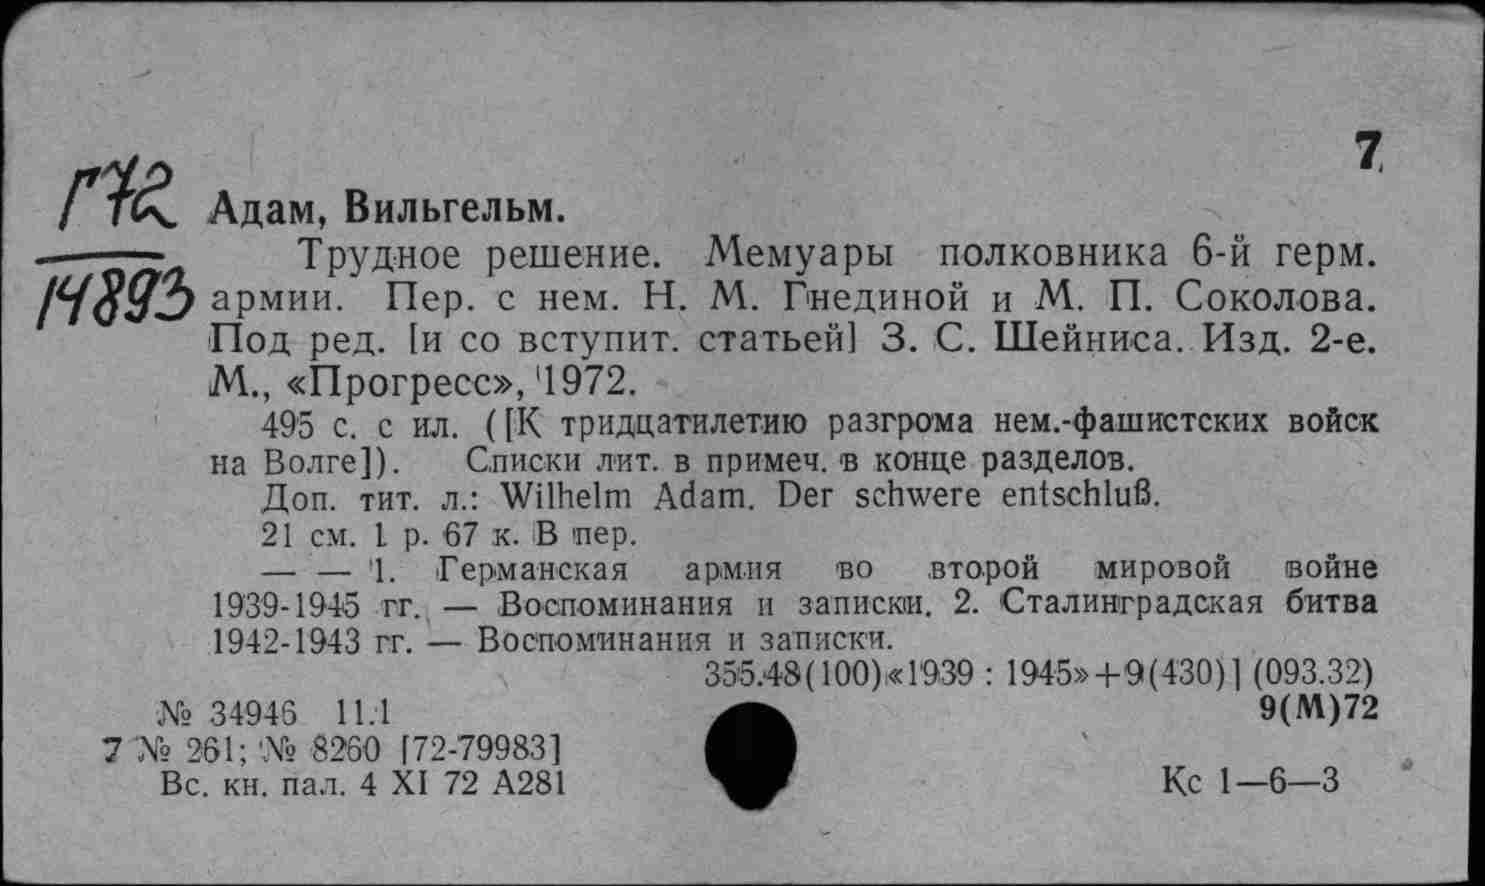 7
Г72
14893
Адам, Вильгельм.
Трудное решение. Мемуары полковника 6-й герм.
армии. Пер. с нем. Н. М. Гнединой и М. П. Соколова.
Под ред. [и со вступит. статьей] З. С. Шейниса. Изд. 2-е.
М., «Прогресс», 1972.
495 с. с ил. ([К тридцатилетию разгрома нем.-фашистских войск
на Волге]). Списки лит. в примеч. в конце разделов.
Доп. тит. л.: Wilhelm Adam. Der schwere entschluß.
21 см. 1 р. 67 к. В пер.
— — 1. Германская армия во второй мировой войне
1939-1945 гг. — Воспоминания и записки. 2. Сталинградская битва
1942-1943 гг. — Воспоминания и записки.
355.48(100)«1939 : 1945»+9(430)] (093.32)
№ 34946 11.1
9(М)72
7 № 261; № 8260 [72-79983]
Вс. кн. пал. 4 XI 72 А281
Кс 1—6—3